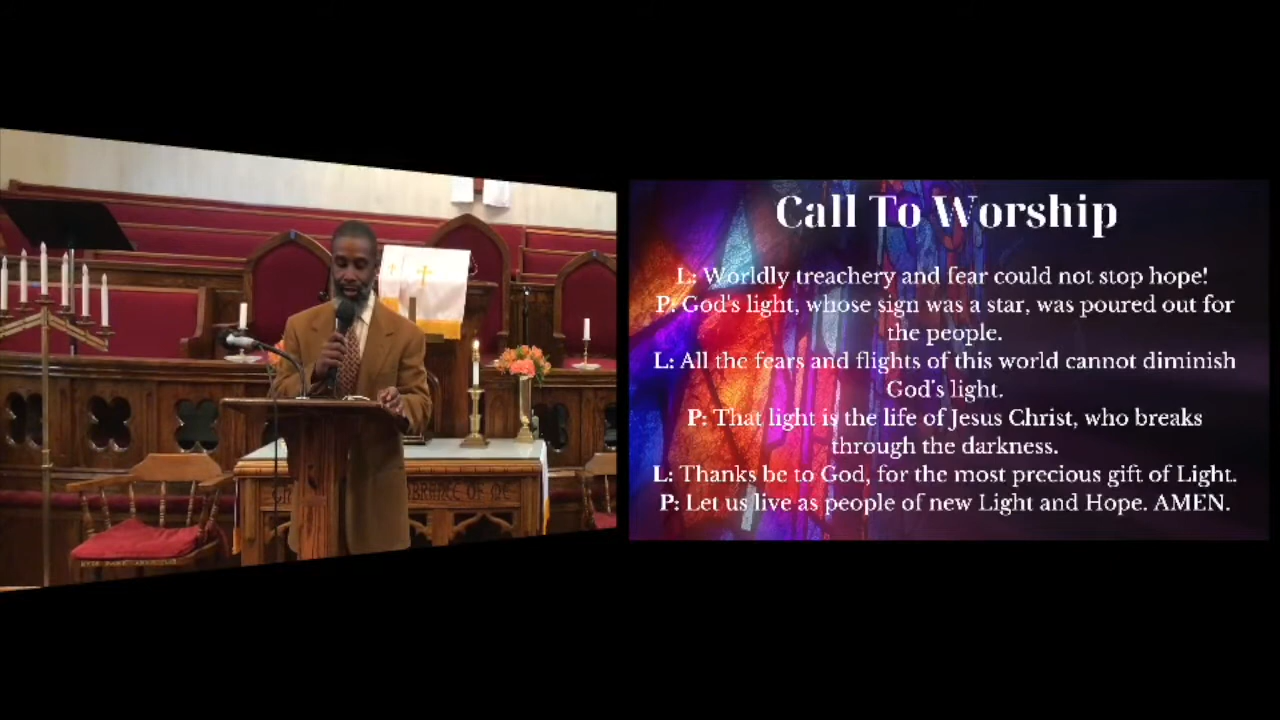 Call To Worship
L: Worldly treachery and fear could not stop hope!
P: God's light, whose sign was a star, was poured out for
the people.
L: All the fears and flights of this world cannot diminish
God's light.
P: That light is the life of Jesus Christ, who breaks
through the darkness.
L: Thanks be to God, for the most precious gift of Light.
P: Let us live as people of new Light and Hope. AMEN.
BRANCE OF ME